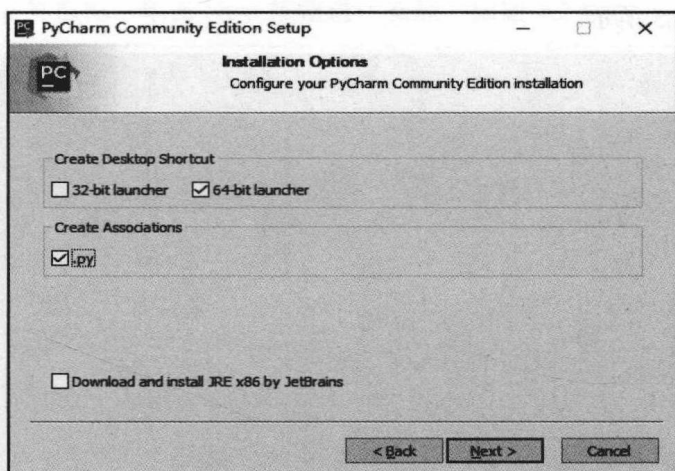 PyCharm Community Edition Setup
Installation Options
Configure your PyCharm Community Edition installation
PC
Create Desktop Shortcut
32-bit launcher 64-bit launcher
Create Associations
.py
Download and install JRE x86 by JetBrains
< Back Next > Cancel